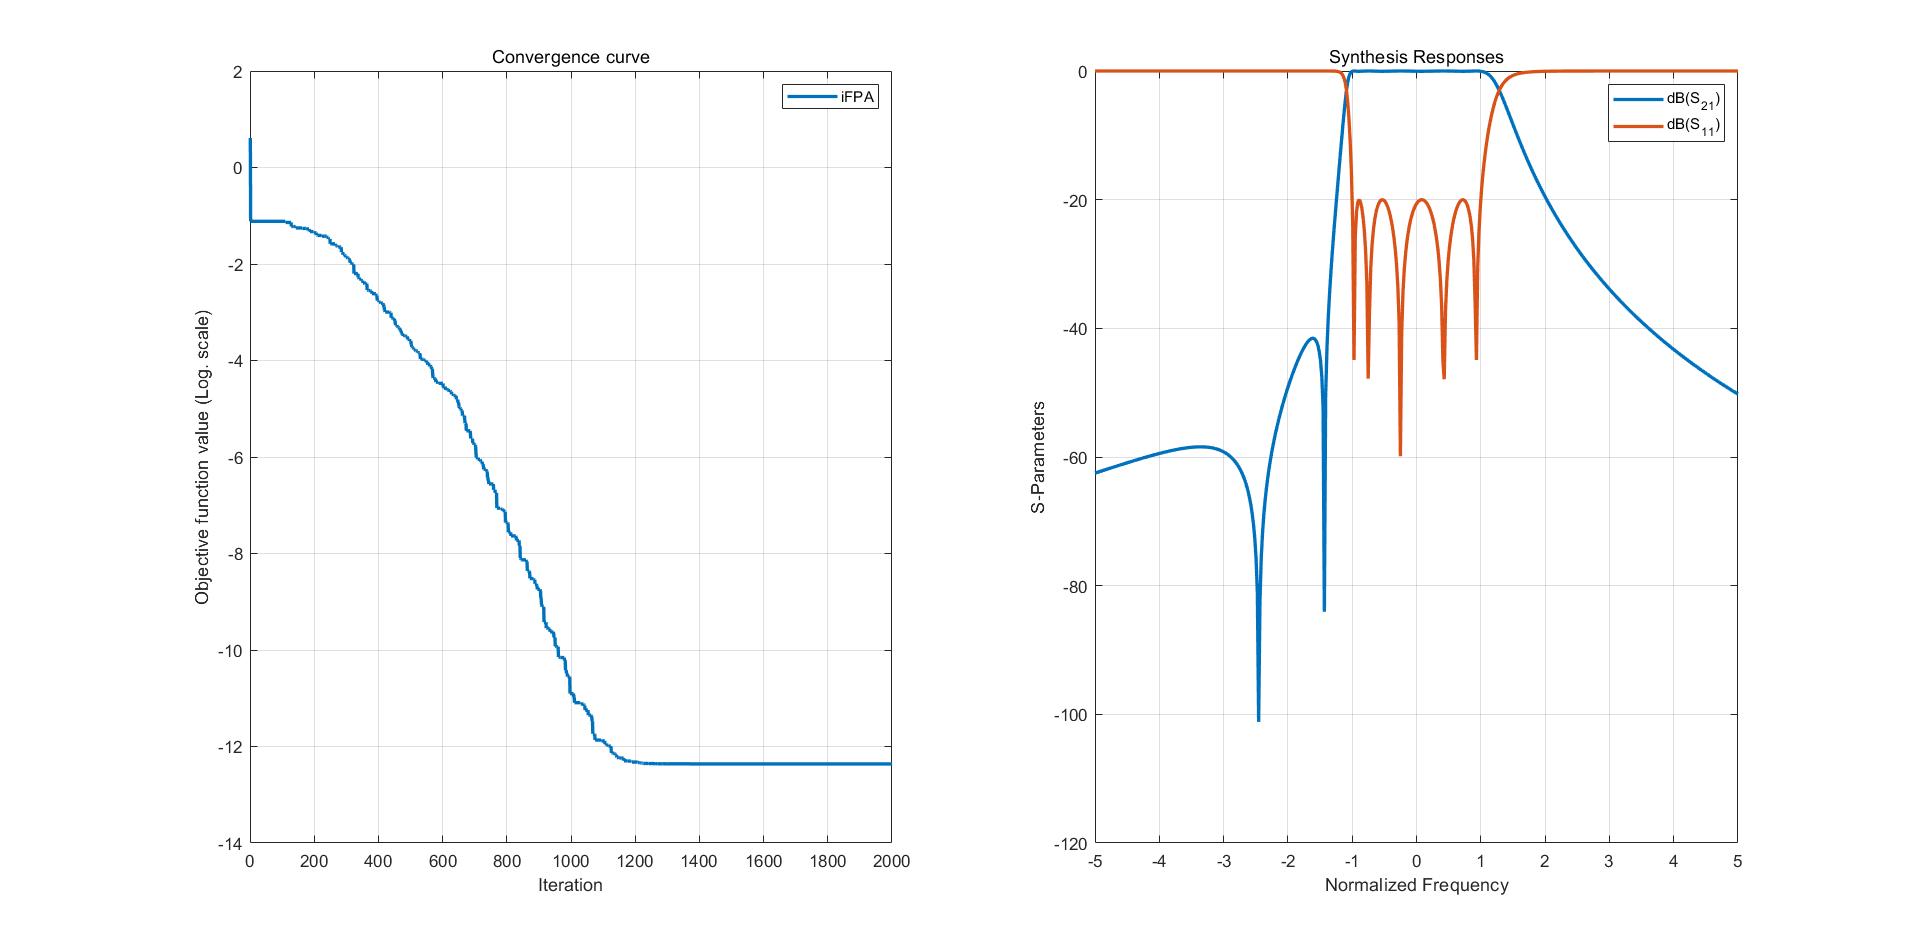 Convergence curve
iFPA
2
0
-2
-4
-6
-8
-10
-12
-14
Objective function value (Log. scale)
0 200 400 600 800 1000 1200 1400 1600 1800 2000
Iteration
Synthesis Responses
dB(S21)
dB(S11)
0
-20
-40
-60
-80
-100
-120
S-Parameters
-5 -4 -3 -2 -1 0 1 2 3 4 5
Normalized Frequency